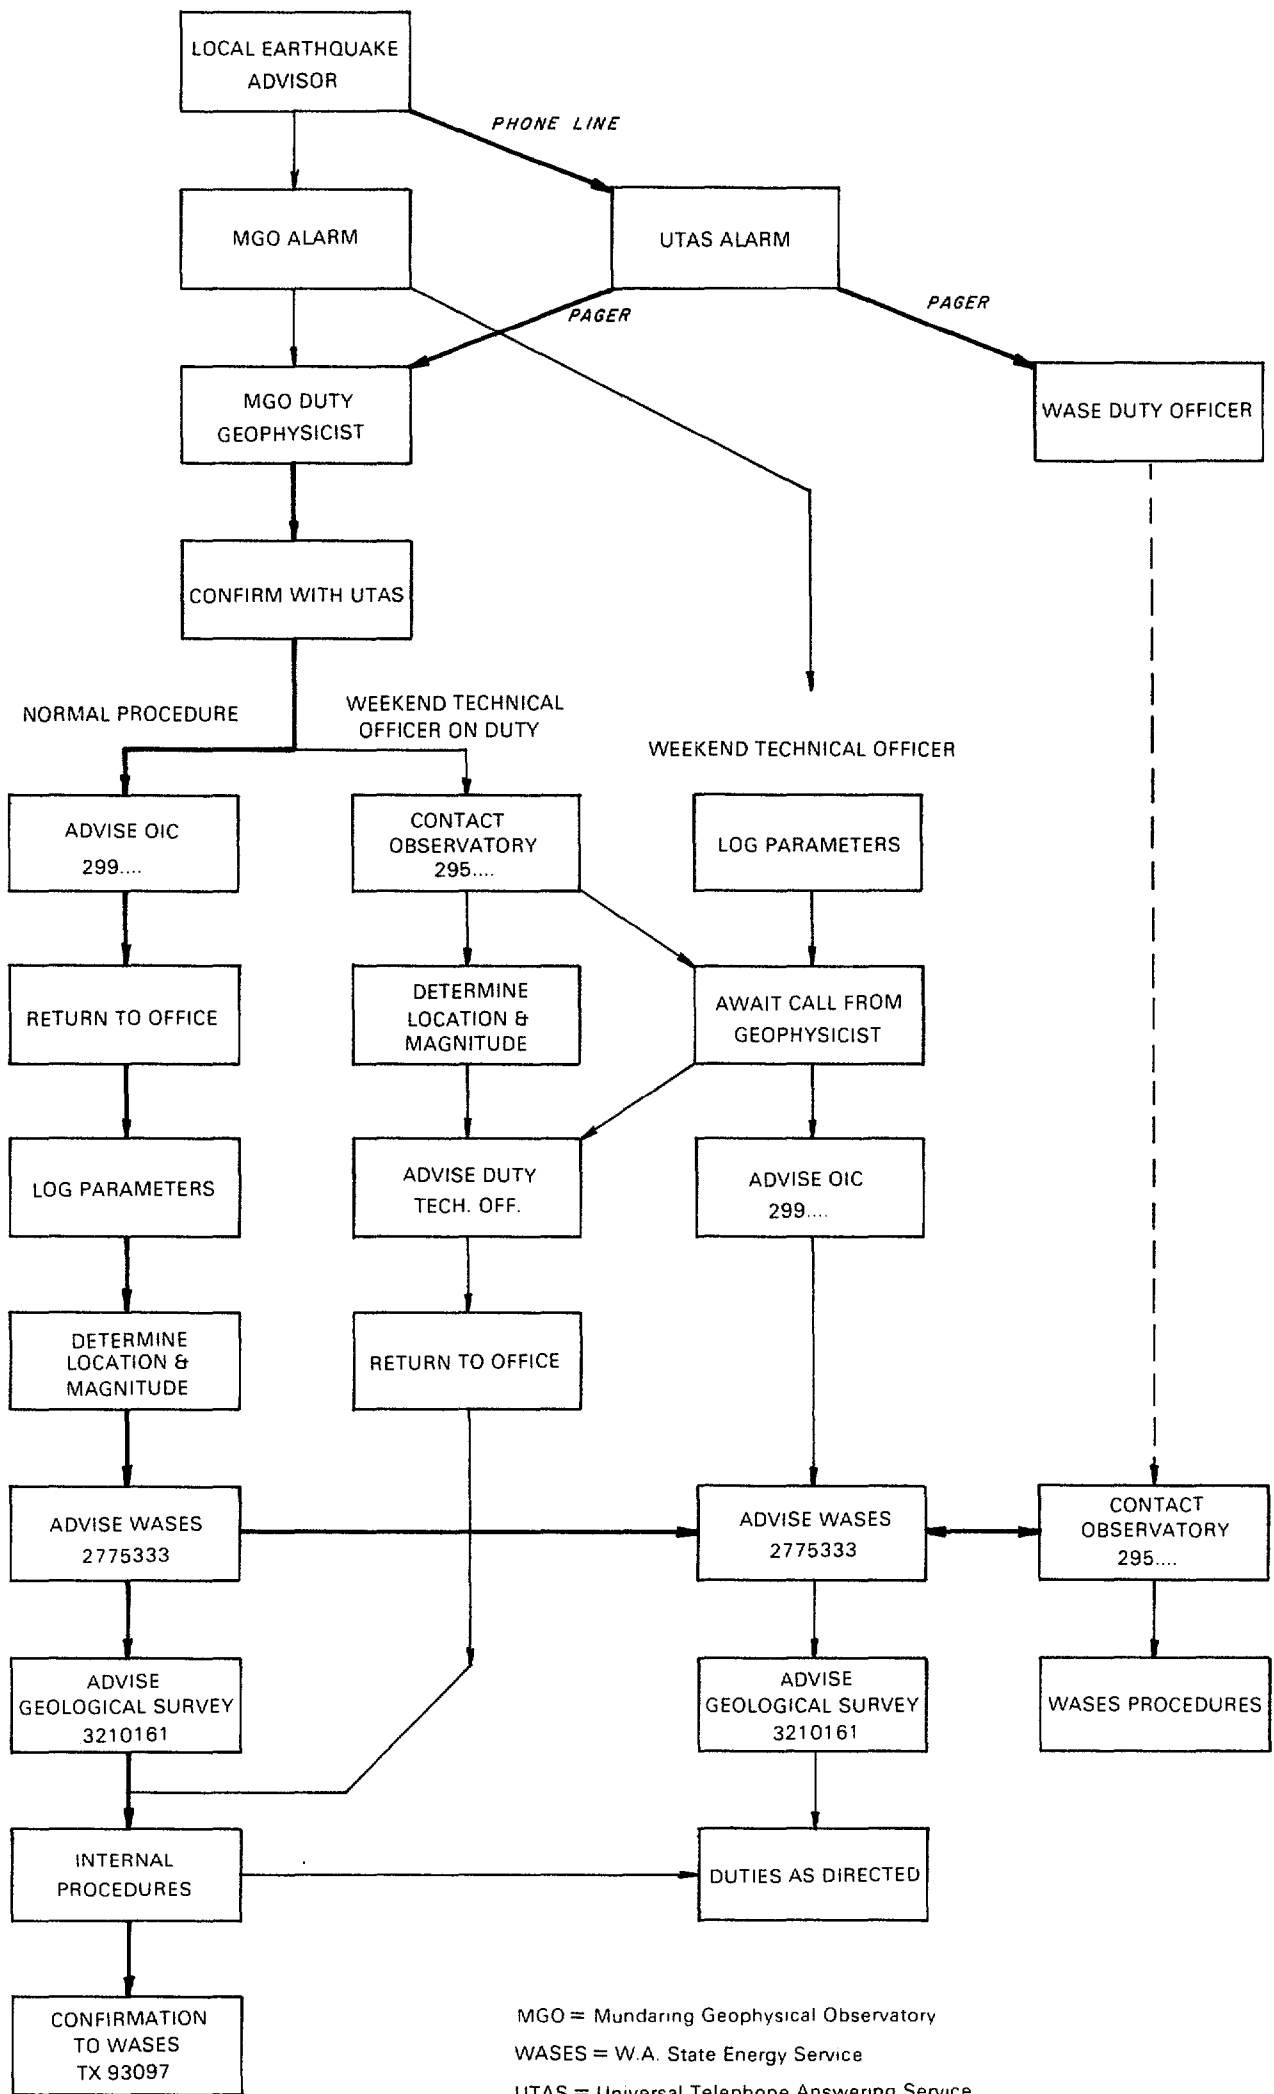 LOCAL EARTHQUAKE
ADVISOR
PHONE LINE
MGO ALARM
UTAS ALARM
PAGER
PAGER
MGO DUTY
GEOPHYSICIST
WASE DUTY OFFICER
CONFIRM WITH UTAS
NORMAL PROCEDURE
WEEKEND TECHNICAL
OFFICER ON DUTY
WEEKEND TECHNICAL OFFICER
ADVISE OIC
299....
CONTACT
OBSERVATORY
295....
LOG PARAMETERS
RETURN TO OFFICE
DETERMINE
LOCATION &
MAGNITUDE
AWAIT CALL FROM
GEOPHYSICIST
LOG PARAMETERS
ADVISE DUTY
TECH. OFF.
ADVISE OIC
299....
DETERMINE
LOCATION &
MAGNITUDE
RETURN TO OFFICE
ADVISE WASES
2775333
ADVISE WASES
2775333
CONTACT
OBSERVATORY
295....
ADVISE
GEOLOGICAL SURVEY
3210161
ADVISE
GEOLOGICAL SURVEY
3210161
WASES PROCEDURES
INTERNAL
PROCEDURES
DUTIES AS DIRECTED
CONFIRMATION
TO WASES
TX 93097
MGO = Mundaring Geophysical Observatory
WASES = W.A. State Energy Service
UTAS = Universal Telephone Answering Service